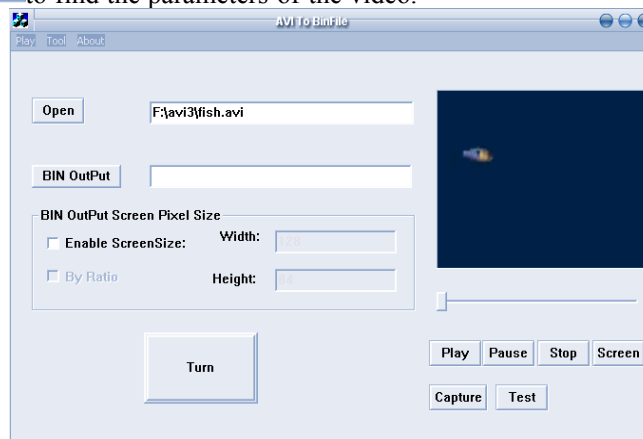 to find the parameters of the video.
AVI To BinFile
Play Tool About
Open
F:\avi3\fish.avi
BIN OutPut
BIN OutPut Screen Pixel Size
Enable ScreenSize:
Width:
128
By Ratio
Height:
64
Turn
Play Pause Stop Screen
Capture Test